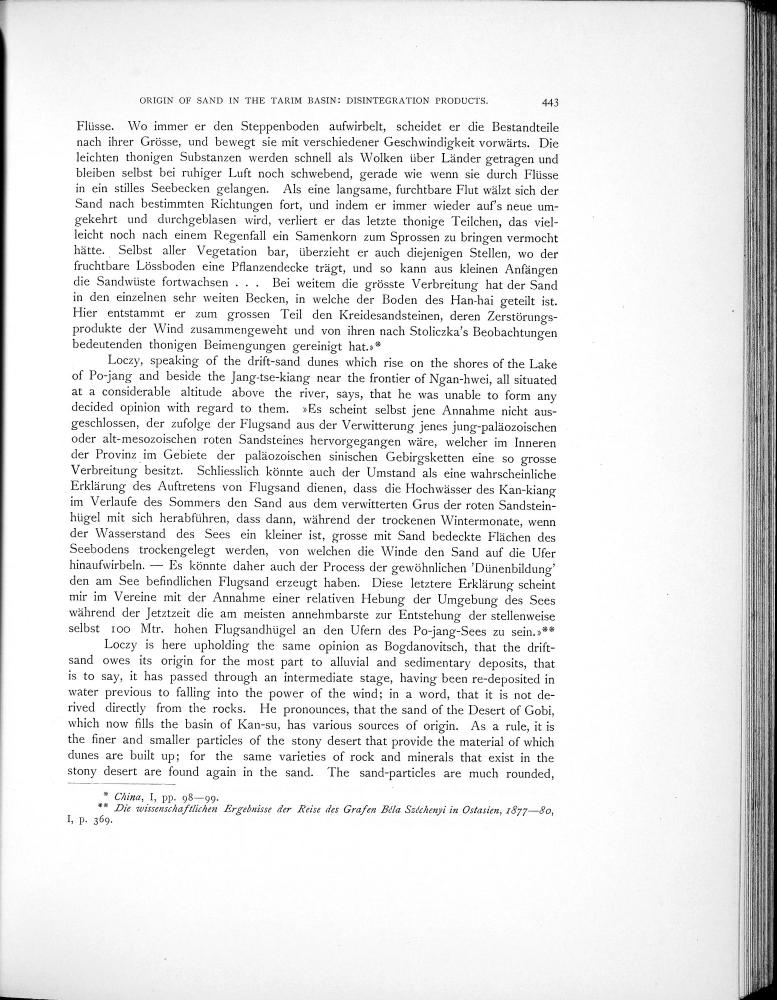 ORIGIN OF SAND IN THE TARIM BASIN: DISINTEGRATION PRODUCTS. 443
Flüsse. Wo immer er den Steppenboden aufwirbelt, scheidet er die Bestandteile
nach ihrer Grösse, und bewegt sie mit verschiedener Geschwindigkeit vorwärts. Die
leichten thonigen Substanzen werden schnell als Wolken über Länder getragen und
bleiben selbst bei ruhiger Luft noch schwebend, gerade wie wenn sie durch Flüsse
in ein stilles Seebecken gelangen. Als eine langsame, furchtbare Flut wälzt sich der
Sand nach bestimmten Richtungen fort, und indem er immer wieder auf's neue um-
gekehrt und durchgeblasen wird, verliert er das letzte thonige Teilchen, das viel-
leicht noch nach einem Regenfall ein Samenkorn zum Sprossen zu bringen vermocht
hätte. Selbst aller Vegetation bar, überzieht er auch diejenigen Stellen, wo der
fruchtbare Lössboden eine Pflanzendecke trägt, und so kann aus kleinen Anfängen
die Sandwüste fortwachsen . . . Bei weitem die grösste Verbreitung hat der Sand
in den einzelnen sehr weiten Becken, in welche der Boden des Han-hai geteilt ist.
Hier entstammt er zum grossen Teil den Kreidesandsteinen, deren Zerstörungs-
produkte der Wind zusammengeweht und von ihren nach Stoliczka's Beobachtungen
bedeutenden thonigen Beimengungen gereinigt hat.»*
Loczy, speaking of the drift-sand dunes which rise on the shores of the Lake
of Po-jang and beside the Jang-tse-kiang near the frontier of Ngan-hwei, all situated
at a considerable altitude above the river, says, that he was unable to form any
decided opinion with regard to them. »Es scheint selbst jene Annahme nicht aus-
geschlossen, der zufolge der Flugsand aus der Verwitterung jenes jung-paläozoischen
oder alt-mesozoischen roten Sandsteines hervorgegangen wäre, welcher im Inneren
der Provinz im Gebiete der paläozoischen sinischen Gebirgsketten eine so grosse
Verbreitung besitzt. Schliesslich könnte auch der Umstand als eine wahrscheinliche
Erklärung des Auftretens von Flugsand dienen, dass die Hochwässer des Kan-kiang
im Verlaufe des Sommers den Sand aus dem verwitterten Grus der roten Sandstein-
hügel mit sich herabführen, dass dann, während der trockenen Wintermonate, wenn
der Wasserstand des Sees ein kleiner ist, grosse mit Sand bedeckte Flächen des
Seebodens trockengelegt werden, von welchen die Winde den Sand auf die Ufer
hinaufwirbeln. — Es könnte daher auch der Process der gewöhnlichen 'Dünenbildung'
den am See befindlichen Flugsand erzeugt haben. Diese letztere Erklärung scheint
mir im Vereine mit der Annahme einer relativen Hebung der Umgebung des Sees
während der Jetztzeit die am meisten annehmbarste zur Entstehung der stellenweise
selbst 100 Mtr. hohen Flugsandhügel an den Ufern des Po-jang-Sees zu sein.»**
Loczy is here upholding the same opinion as Bogdanovitsch, that the drift-
sand owes its origin for the most part to alluvial and sedimentary deposits, that
is to say, it has passed through an intermediate stage, having been re-deposited in
water previous to falling into the power of the wind; in a word, that it is not de-
rived directly from the rocks. He pronounces, that the sand of the Desert of Gobi,
which now fills the basin of Kan-su, has various sources of origin. As a rule, it is
the finer and smaller particles of the stony desert that provide the material of which
dunes are built up; for the same varieties of rock and minerals that exist in the
stony desert are found again in the sand. The sand-particles are much rounded,
* China, I, pp. 98—99.
** Die wissenschaftlichen Ergebnisse der Reise des Grafen Béla Széchenyi in Ostasien, 1877—80,
I, p. 369.